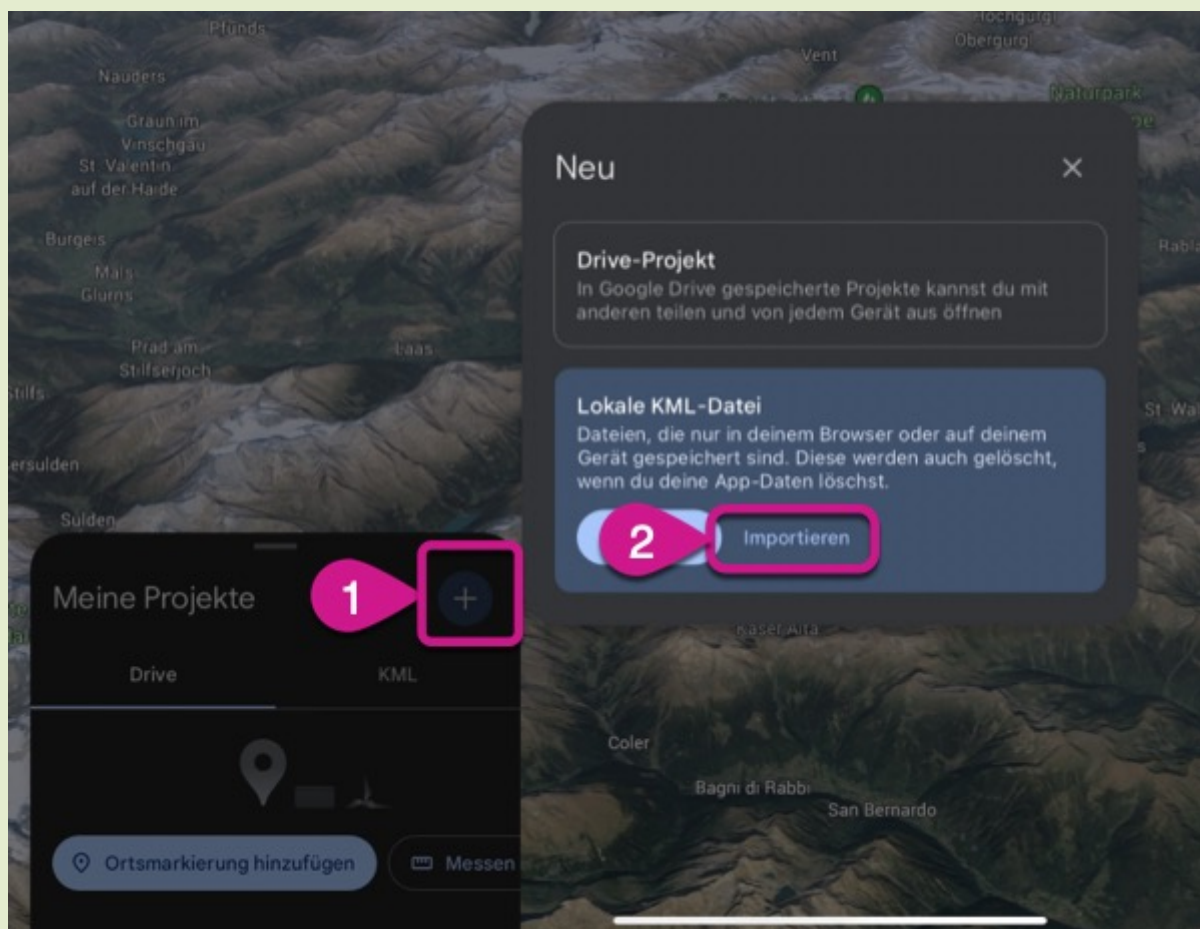 Pfunds
Hochgurgl
Obergurgl
Vent
Nauders
Naturpark
Graun im
Vinschgau
St. Valentin
auf der Haide
Neu
Burgeis
Mals
Glurns
Drive-Projekt
In Google Drive gespeicherte Projekte kannst du mit
anderen teilen und von jedem Gerät aus öffnen
Prad am
Stilfserjoch
Laas
Lokale KML-Datei
Dateien, die nur in deinem Browser oder auf deinem
Gerät gespeichert sind. Diese werden auch gelöscht,
wenn du deine App-Daten löschst.
2
Importieren
Sulden
Meine Projekte
1
+
Drive
KML
Kaser Alta
Coler
Bagni di Rabbi
San Bernardo
Ortsmarkierung hinzufügen
Messen